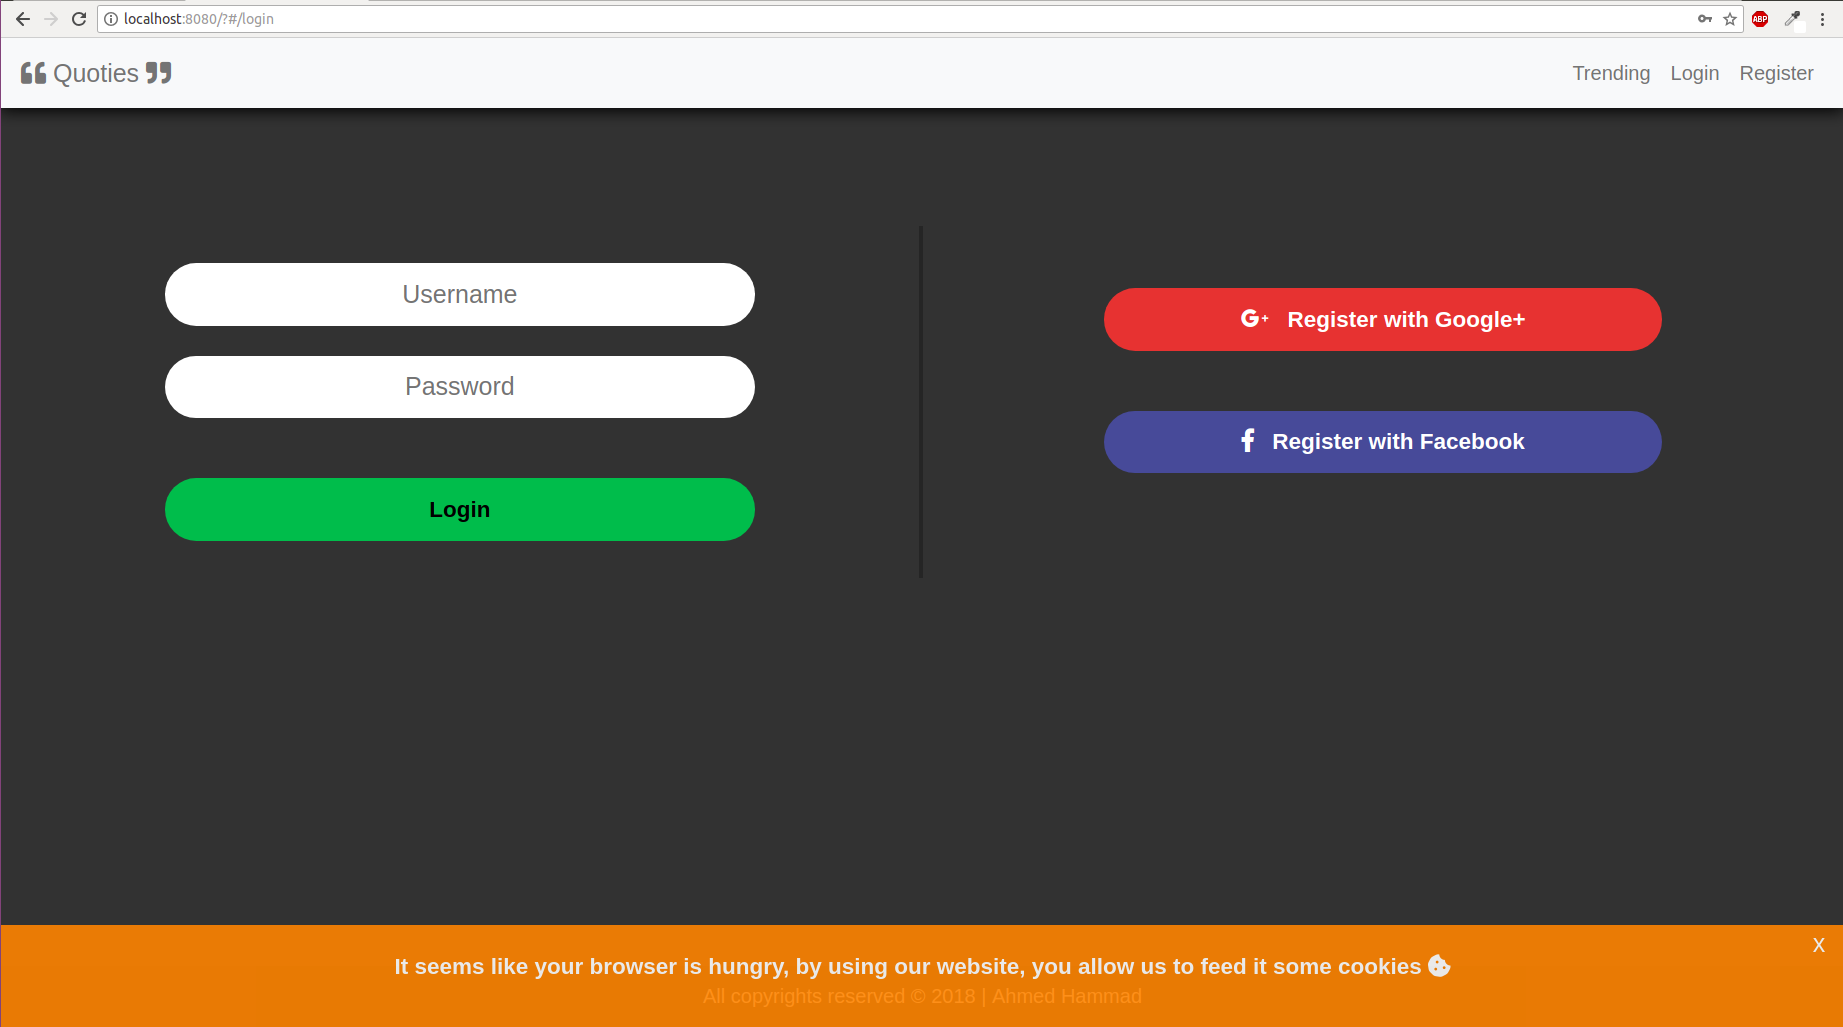 localhost:8080/?#/login
ABP
Quoties
Trending Login Register
Username
Password
Login
G+ Register with Google+
f Register with Facebook
X
It seems like your browser is hungry, by using our website, you allow us to feed it some cookies
All copyrights reserved © 2018 | Ahmed Hammad